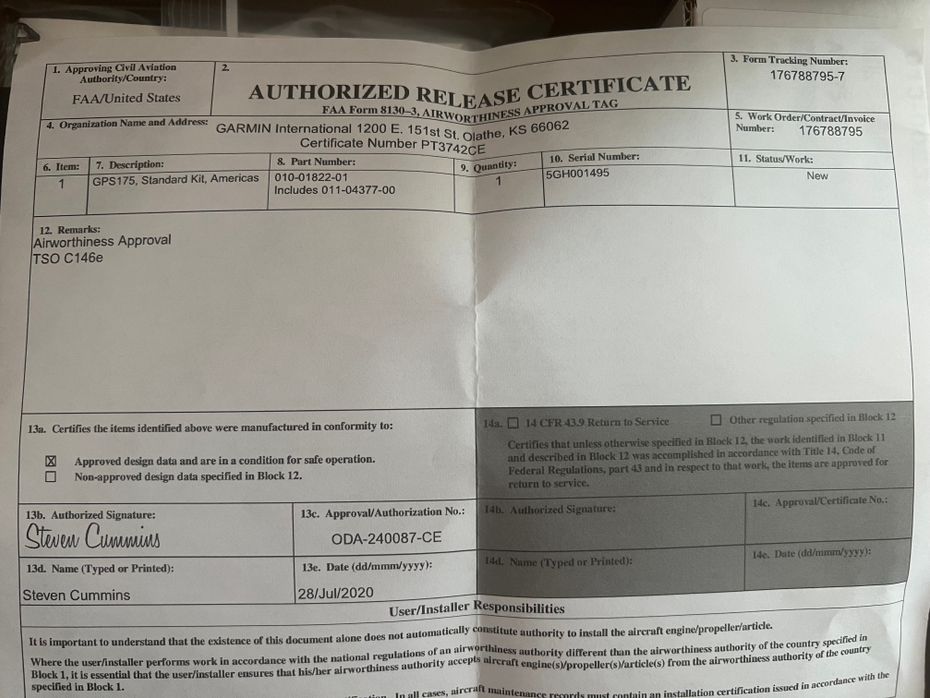 1. Approving Civil Aviation
Authority/Country:
FAA/United States
2.
AUTHORIZED RELEASE CERTIFICATE
FAA Form 8130–3, AIRWORTHINESS APPROVAL TAG
3. Form Tracking Number:
176788795-7
4. Organization Name and Address:
GARMIN International 1200 E. 151st St. Olathe, KS 66062
Certificate Number PT3742CE
5. Work Order/Contract/Invoice
Number: 176788795
6. Item:
1
7. Description:
GPS175, Standard Kit, Americas
8. Part Number:
010-01822-01
Includes 011-04377-00
9. Quantity:
1
10. Serial Number:
5GH001495
11. Status/Work:
New
12. Remarks:
Airworthiness Approval
TSO C146e
13a. Certifies the items identified above were manufactured in conformity to:
Approved design data and are in a condition for safe operation.
Non-approved design data specified in Block 12.
14a. 14 CFR 43.9 Return to Service Other regulation specified in Block 12
Certifies that unless otherwise specified in Block 12, the work identified in Block 11
and described in Block 12 was accomplished in accordance with Title 14, Code of
Federal Regulations, part 43 and in respect to that work, the items are approved for
return to service.
13b. Authorized Signature:
Steven Cummins
13c. Approval/Authorization No.:
ODA-240087-CE
14b. Authorized Signature:
14c. Approval/Certificate No.:
13d. Name (Typed or Printed):
Steven Cummins
13e. Date (dd/mmm/yyyy):
28/Jul/2020
14d. Name (Typed or Printed):
14e. Date (dd/mmm/yyyy):
User/Installer Responsibilities
It is important to understand that the existence of this document alone does not automatically constitute authority to install the aircraft engine/propeller/article.
Where the user/installer performs work in accordance with the national regulations of an airworthiness authority different than the airworthiness authority of the country specified in
Block 1, it is essential that the user/installer ensures that his/her airworthiness authority accepts aircraft engine(s)/propeller(s)/article(s) from the airworthiness authority of the country
specified in Block 1.
In all cases, aircraft maintenance records must contain an installation certification issued in accordance with the